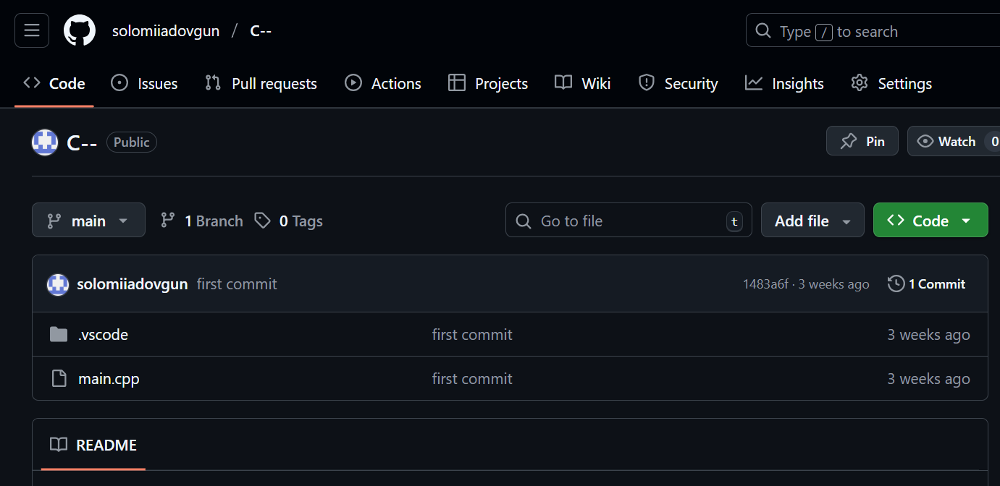 solomiiadovgun / C--
Type / to search
Code Issues Pull requests Actions Projects Wiki Security Insights Settings
C-- Public Pin Watch 0
main 1 Branch 0 Tags Go to file t Add file Code
solomiiadovgun first commit 1483a6f · 3 weeks ago 1 Commit
.vscode first commit 3 weeks ago
main.cpp first commit 3 weeks ago
README